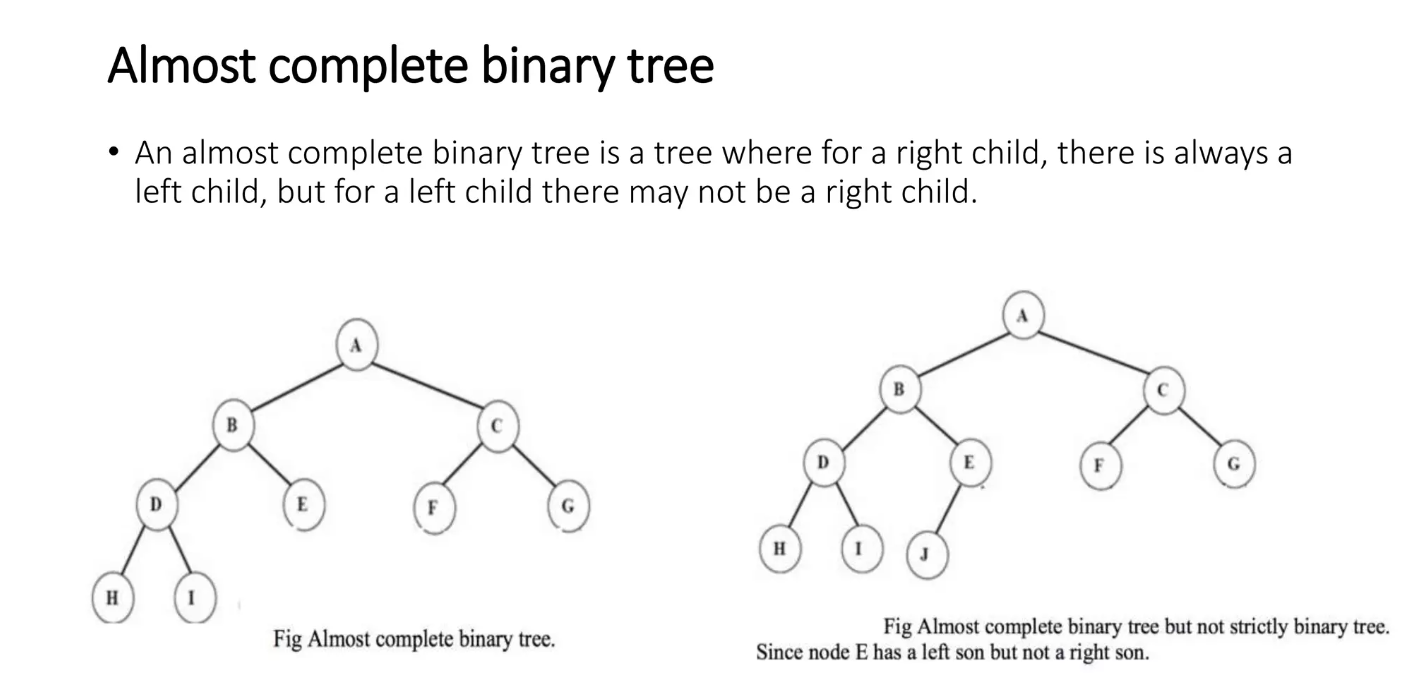 Almost complete binary tree
• An almost complete binary tree is a tree where for a right child, there is always a
left child, but for a left child there may not be a right child.
A
B
C
D
E
F
G
H
I
Fig Almost complete binary tree.
A
B
C
D
E
F
G
H
I
J
Fig Almost complete binary tree but not strictly binary tree.
Since node E has a left son but not a right son.